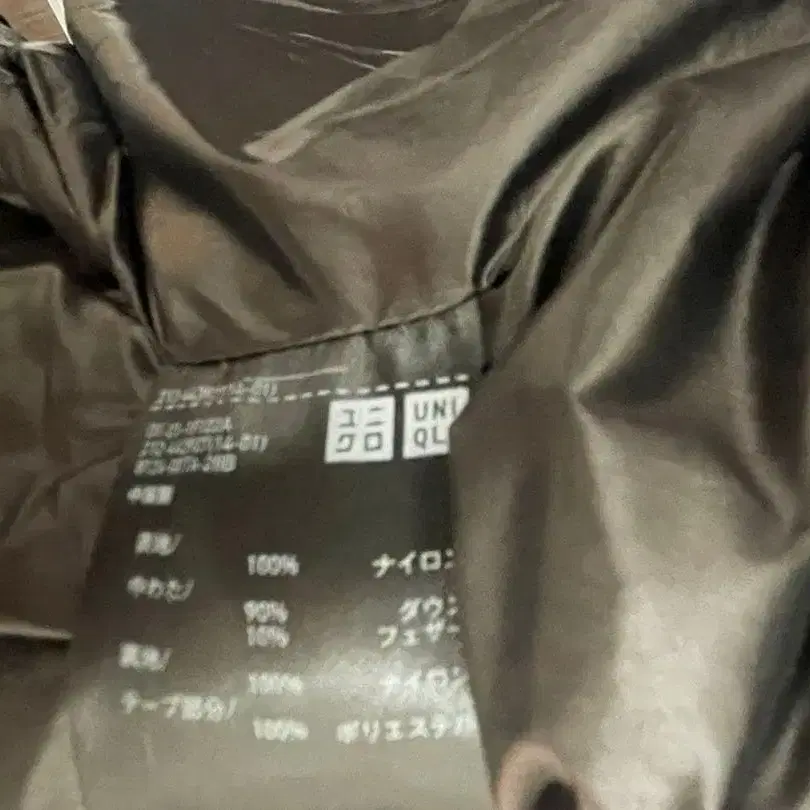 ユニ
クロ
UNI
QL
中国製
表地/
100% ナイロン
中わた/
90% ダウン
10% フェザー
裏地/
100% ナイロン
テープ部分/
100% ポリエステル